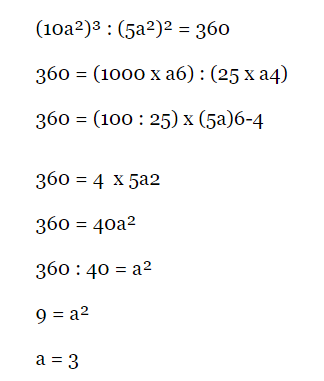 (10a²)³ : (5a²)² = 360
360 = (1000 x a6) : (25 x a4)
360 = (100 : 25) x (5a)6-4
360 = 4 x 5a2
360 = 40a²
360 : 40 = a²
9 = a²
a = 3